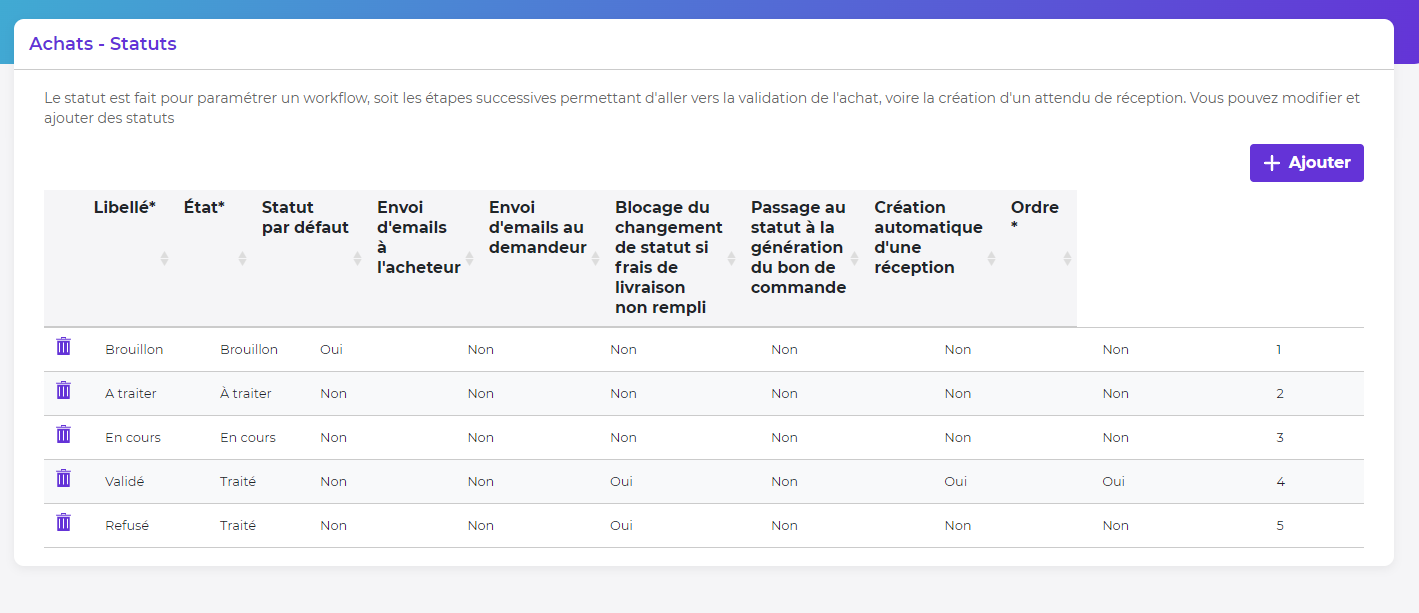 Achats - Statuts
Le statut est fait pour paramétrer un workflow, soit les étapes successives permettant d'aller vers la validation de l'achat, voire la création d'un attendu de réception. Vous pouvez modifier et
ajouter des statuts
Ajouter
Libellé* État* Statut par défaut Envoi d'emails à l'acheteur Envoi d'emails au demandeur Blocage du changement de statut si frais de livraison non rempli Passage au statut à la génération du bon de commande Création automatique d'une réception Ordre *
Brouillon Brouillon Oui Non Non Non Non Non 1
A traiter À traiter Non Non Non Non Non Non 2
En cours En cours Non Non Non Non Non Non 3
Validé Traité Non Non Oui Non Oui Oui 4
Refusé Traité Non Non Oui Non Non Non 5